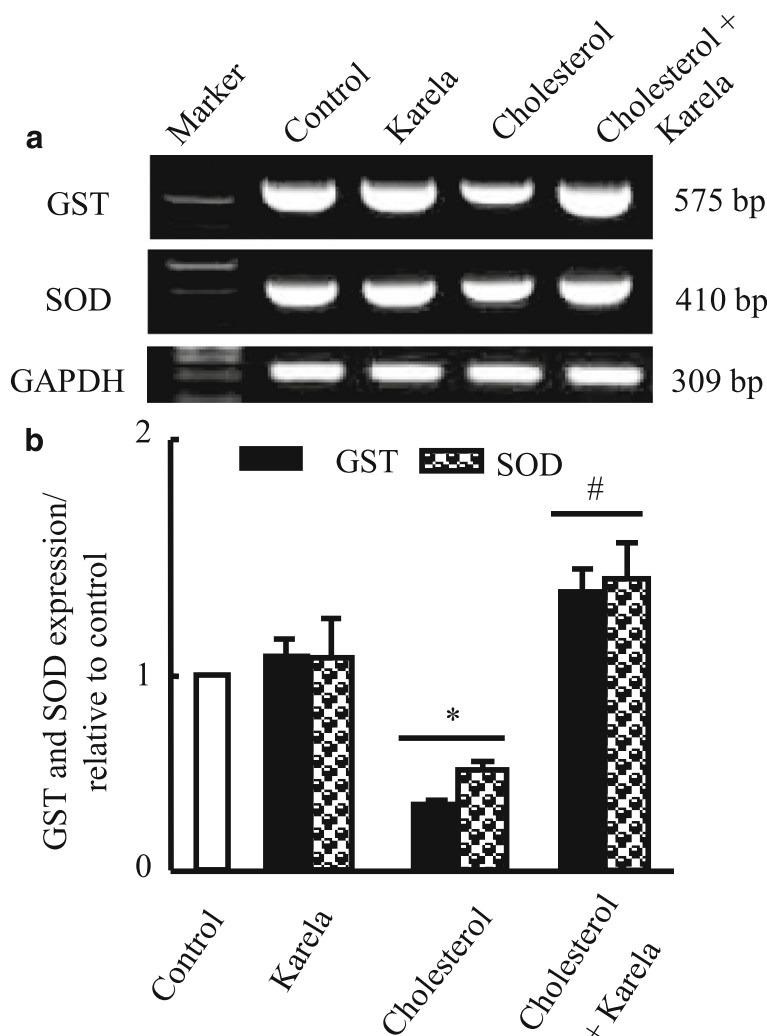 Marker
Control
Karela
Cholesterol
Cholesterol +
Karela
a
GST
575 bp
SOD
410 bp
GAPDH
309 bp
b
2
GST
SOD
#
GST and SOD expression/
relative to control
1
*
0
Control
Karela
Cholesterol
Cholesterol
+ Karela